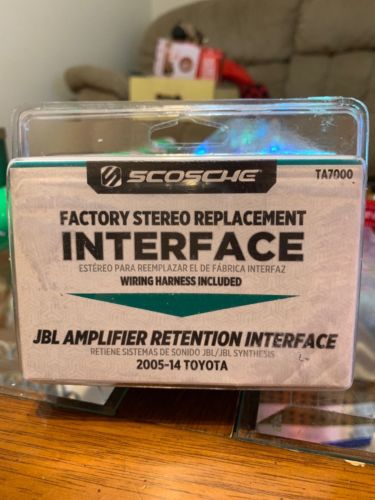 SCOSCHE
TA7000
FACTORY STEREO REPLACEMENT
INTERFACE
ESTÉREO PARA REEMPLAZAR EL DE FÁBRICA INTERFAZ
WIRING HARNESS INCLUDED
JBL AMPLIFIER RETENTION INTERFACE
RETIENE SISTEMAS DE SONIDO JBL/JBL SYNTHESIS
2005-14 TOYOTA